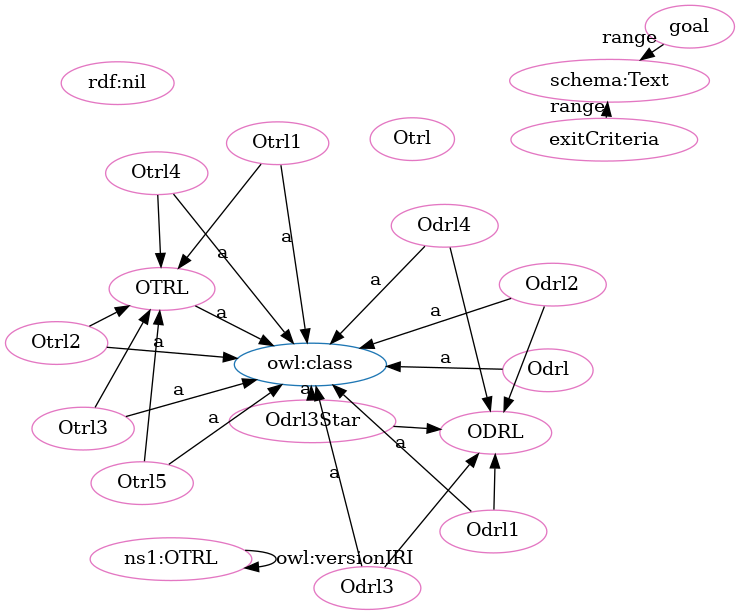 goal
range
schema:Text
rdf:nil
range
Otrl1
Otrl
exitCriteria
Otrl4
Odrl4
a
a
a
Odrl2
OTRL
a
a
Otrl2
a
owl:class
a
Odrl
a
a
Odrl3Star
a
Otrl3
a
ODRL
a
Otrl5
Odrl1
ns1:OTRL
owl:versionIRI
Odrl3